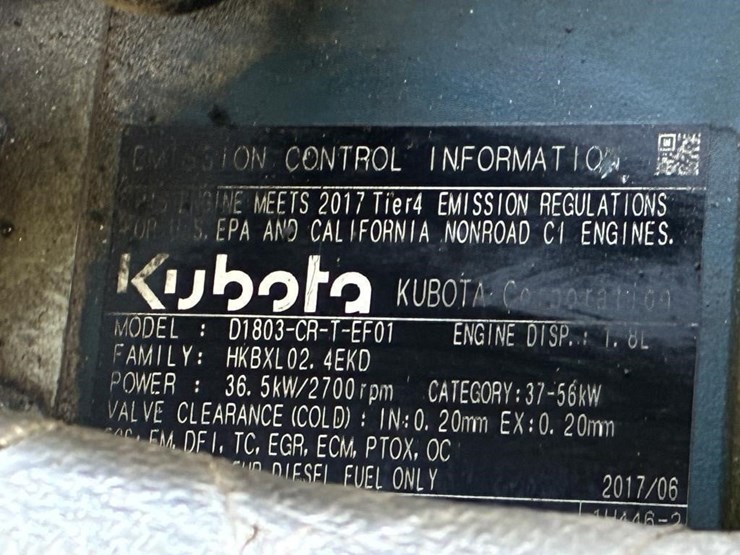 EMISSION CONTROL INFORMATION
ENGINE MEETS 2017 Tier4 EMISSION REGULATIONS
FOR U.S. EPA AND CALIFORNIA NONROAD CI ENGINES.
Kubota KUBOTA Corporation
MODEL : D1803-CR-T-EF01 ENGINE DISP. : 1.8L
FAMILY: HKBXL02.4EKD
POWER : 36.5kW/2700rpm CATEGORY:37-56kW
VALVE CLEARANCE(COLD) : IN:0.20mm EX:0.20mm
EM, DFI, TC, EGR, ECM, PTOX, OC
DIESEL FUEL ONLY 2017/06